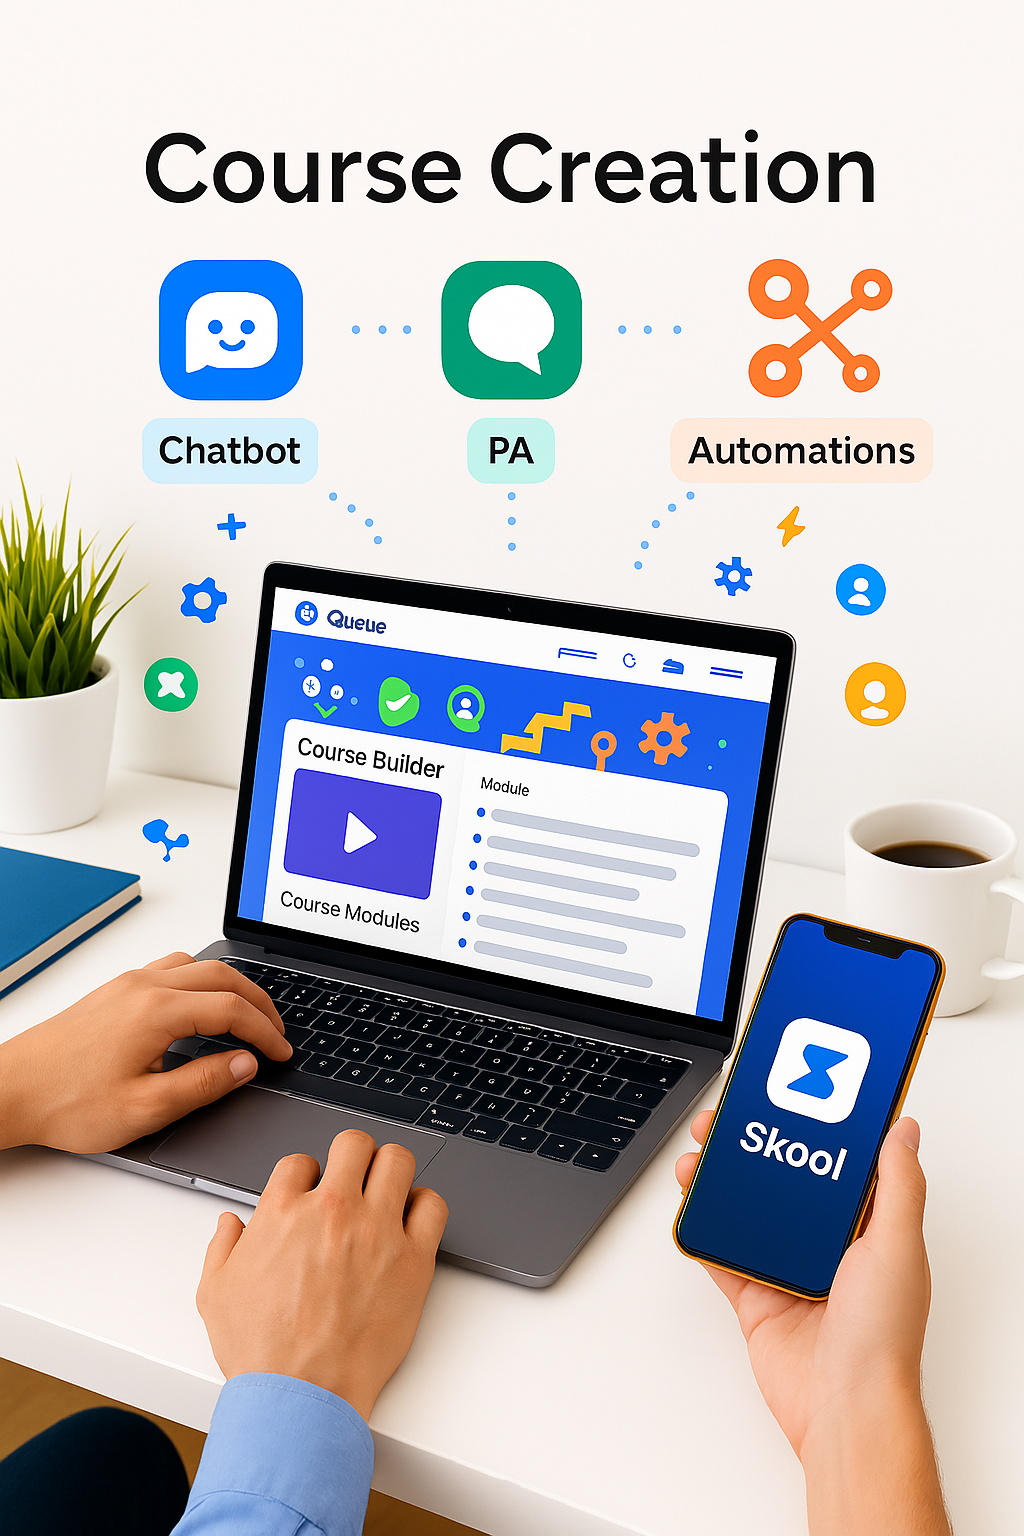 Course Creation
Chatbot
PA
Automations
Queue
Course Builder
Module
Course Modules
Skool